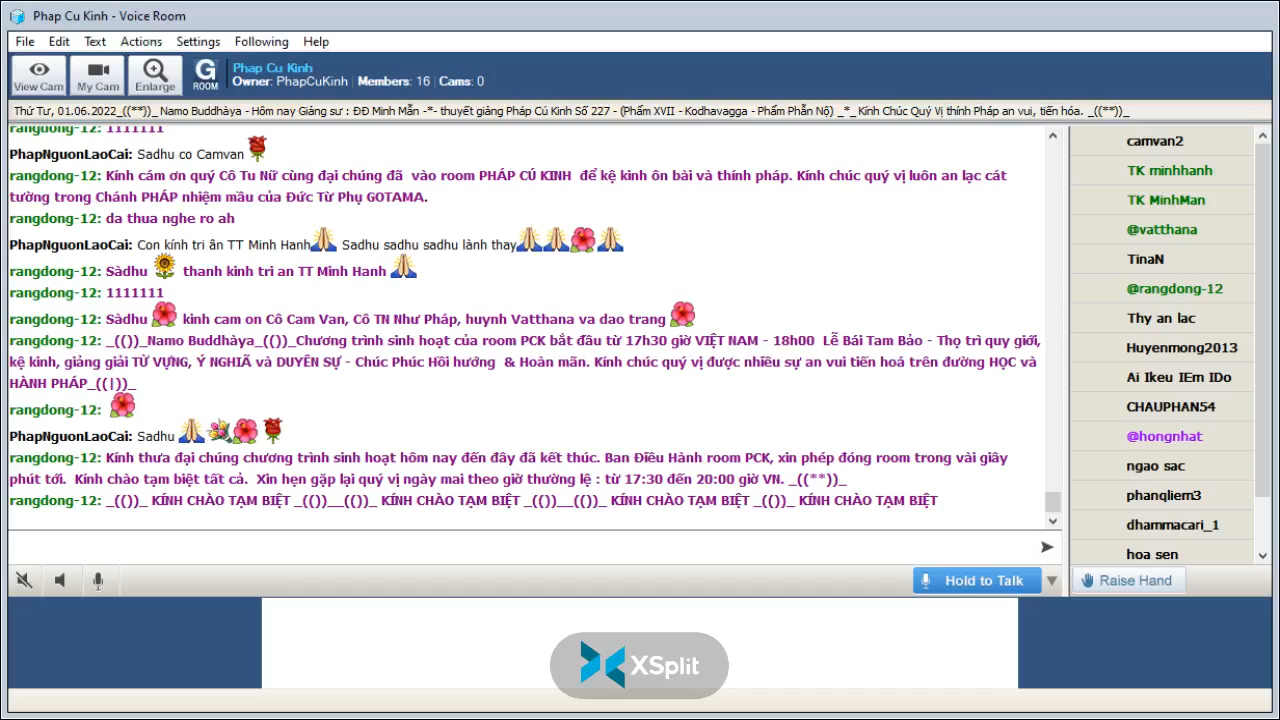 Phap Cu Kinh - Voice Room
File Edit Text Actions Settings Following Help
View Cam
My Cam
Enlarge
G
ROOM
Phap Cu Kinh
Owner: PhapCuKinh | Members: 16 | Cams: 0
Thứ Tư, 01.06.2022_((**))_ Namo Buddhàya - Hôm nay Giảng sư : ĐĐ Minh Mẫn -*- thuyết giảng Pháp Cú Kinh Số 227 - (Phẩm XVII - Kodhavagga - Phẩm Phẫn Nộ) _*_ Kính Chúc Quý Vị thính Pháp an vui, tiến hóa. _((**))_
rangdong-12: 1111111
PhapNguonLaoCai: Sadhu co Camvan
rangdong-12: Kính cám ơn quý Cô Tu Nữ cùng đại chúng đã vào room PHÁP CÚ KINH để kệ kinh ôn bài và thính pháp. Kính chúc quý vị luôn an lạc cát
tường trong Chánh PHÁP nhiệm mầu của Đức Từ Phụ GOTAMA.
rangdong-12: da thua nghe ro ah
PhapNguonLaoCai: Con kính tri ân TT Minh Hanh Sadhu sadhu sadhu lành thay
rangdong-12: Sàdhu thanh kinh tri an TT Minh Hanh
rangdong-12: 1111111
rangdong-12: Sàdhu kinh cam on Cô Cam Van, Cô TN Như Pháp, huynh Vatthana va dao trang
rangdong-12: _(())_Namo Buddhàya_(())_Chương trình sinh hoạt của room PCK bắt đâu từ 17h30 giờ VIỆT NAM - 18h00 Lễ Bái Tam Bảo - Thọ trì quy giới,
kệ kinh, giảng giải TỪ VỰNG, Ý NGHIÃ và DUYÊN SỰ - Chúc Phúc Hồi hướng & Hoàn mãn. Kính chúc quý vị được nhiều sự an vui tiến hoá trên đường HỌC và
HÀNH PHÁP_((|))_
rangdong-12:
PhapNguonLaoCai: Sadhu
rangdong-12: Kính thưa đại chúng chương trình sinh hoạt hôm nay đến đây đã kết thúc. Ban Điều Hành room PCK, xin phép đóng room trong vài giây
phút tới. Kính chào tạm biệt tất cả. Xin hẹn gặp lại quý vị ngày mai theo giờ thường lệ : từ 17:30 đến 20:00 giờ VN. _((**))_
rangdong-12: _(())_ KÍNH CHÀO TẠM BIỆT _(())__(())_ KÍNH CHÀO TẠM BIỆT _(())__(())_ KÍNH CHÀO TẠM BIỆT _(())_ KÍNH CHÀO TẠM BIỆT
camvan2
TK minhhanh
TK MinhMan
@vatthana
TinaN
@rangdong-12
Thy an lac
Huyenmong2013
Ai Ikeu IEm IDo
CHAUPHAN54
@hongnhat
ngao sac
phanqliem3
dhammacari_1
hoa sen
Hold to Talk
Raise Hand
XSplit